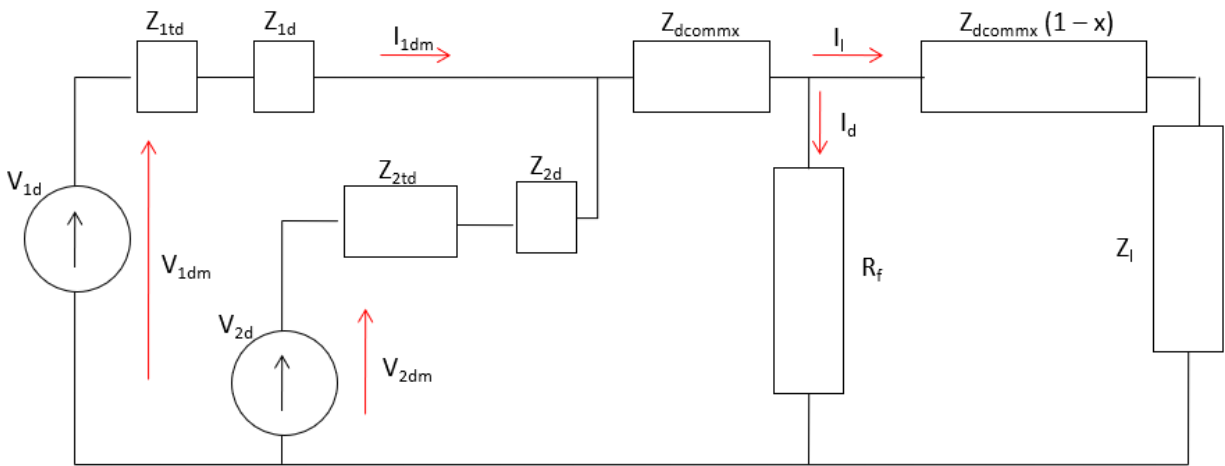 Z1td
Z1d
I1dm
Zdcommx
Il
Zdcommx (1 – x)
Id
V1d
V1dm
Z2td
Z2d
Rf
Zl
V2d
V2dm